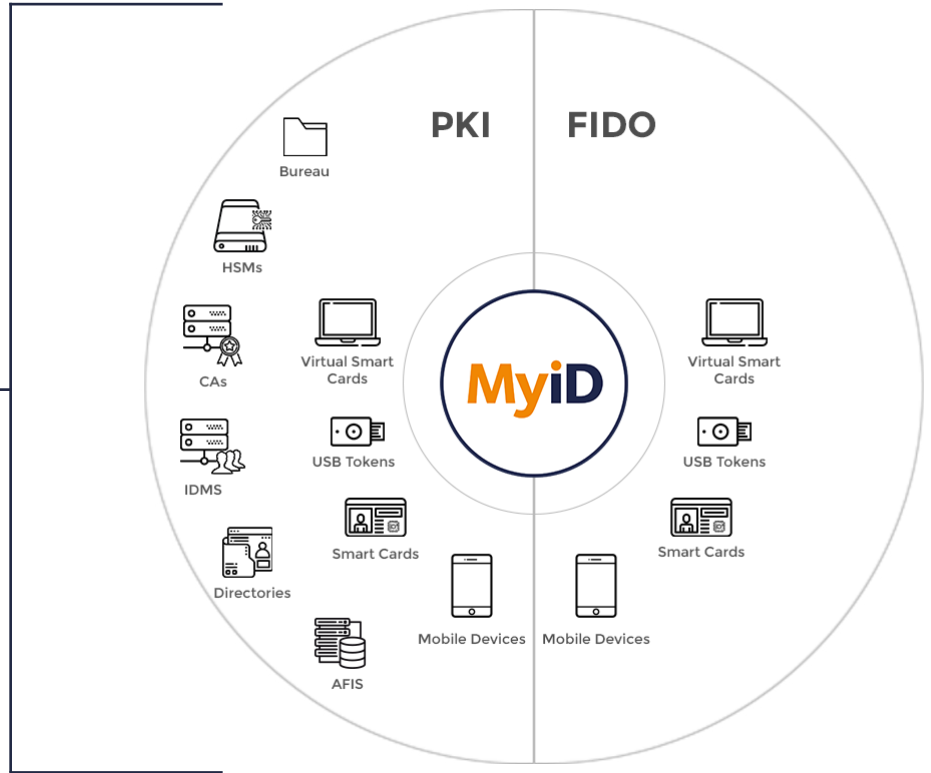 PKI
FIDO
Bureau
HSMs
CAs
IDMS
Directories
AFIS
Virtual Smart
Cards
USB Tokens
Smart Cards
Mobile Devices
MyiD
Virtual Smart
Cards
USB Tokens
Smart Cards
Mobile Devices